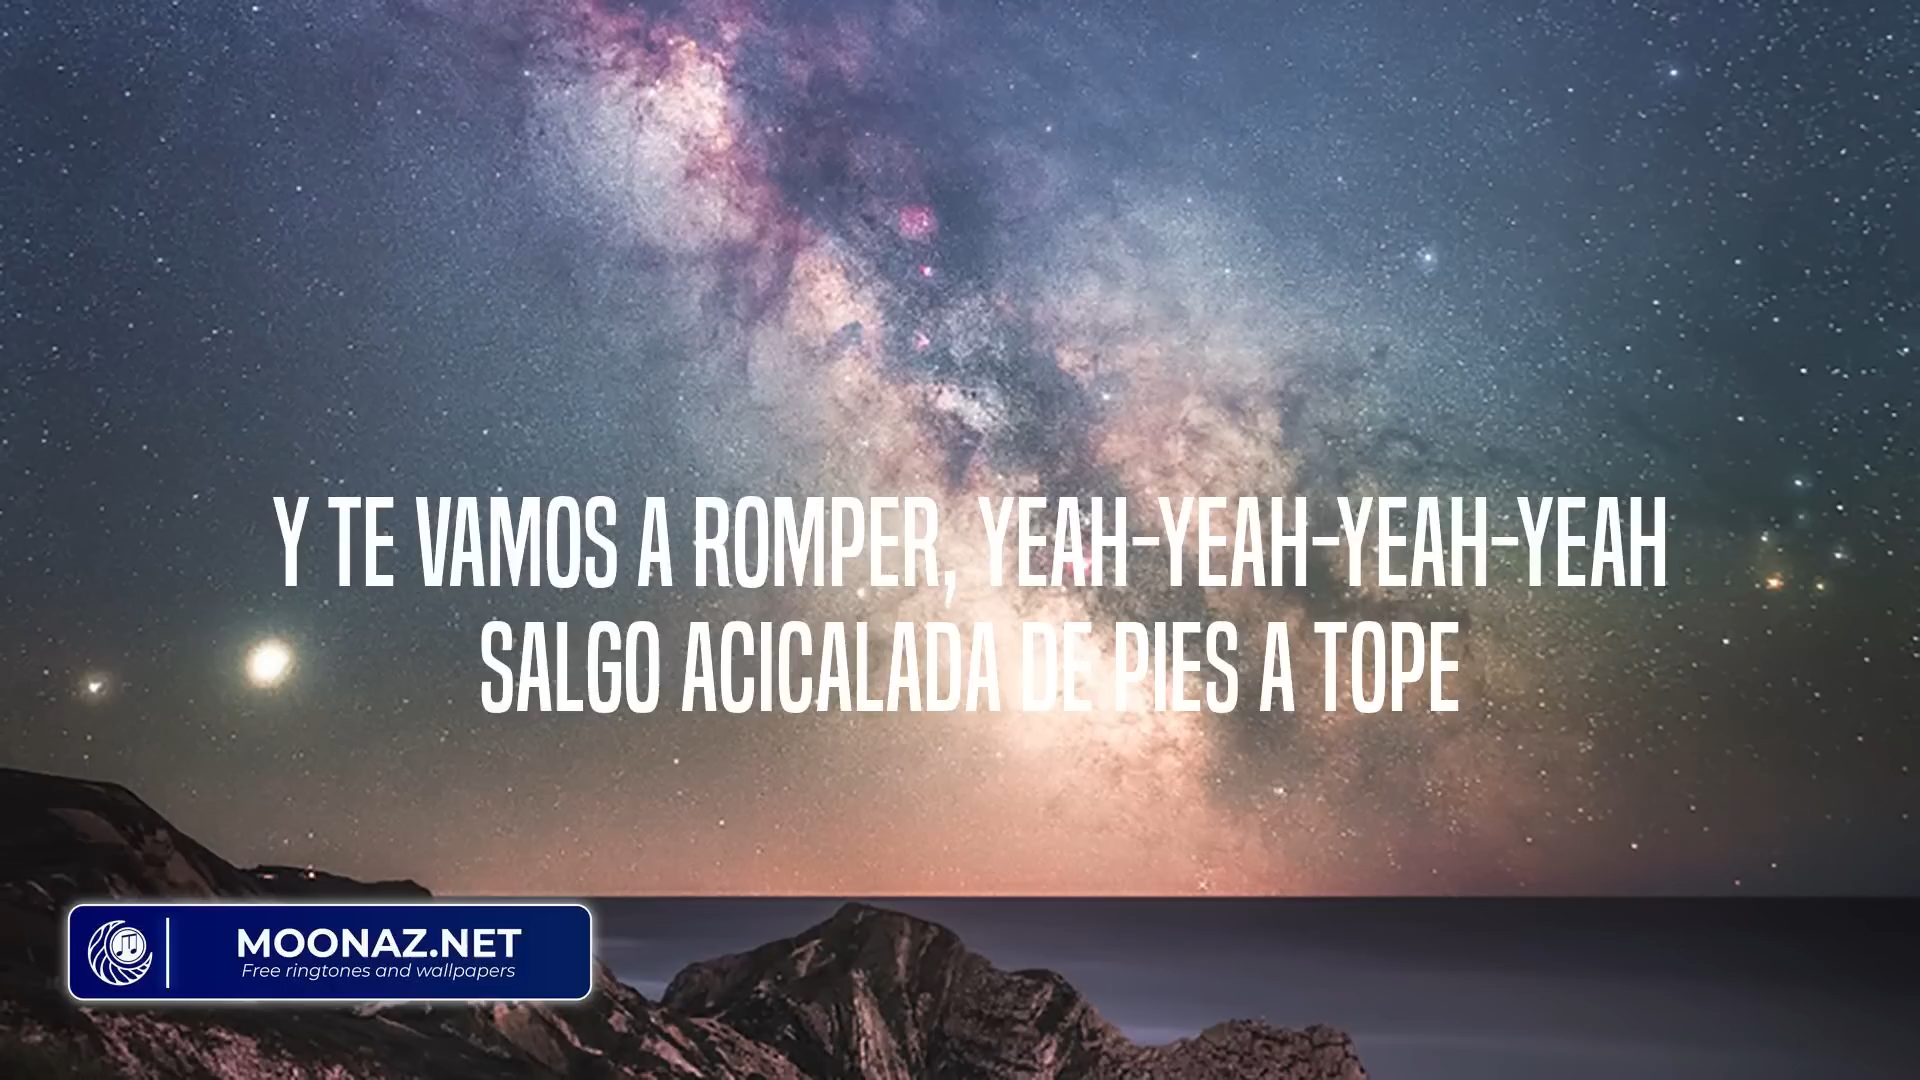 Y TE VAMOS A ROMPER, YEAH-YEAH-YEAH-YEAH
SALGO ACICALADA DE PIES A TOPE
MOONAZ.NET
Free ringtones and wallpapers